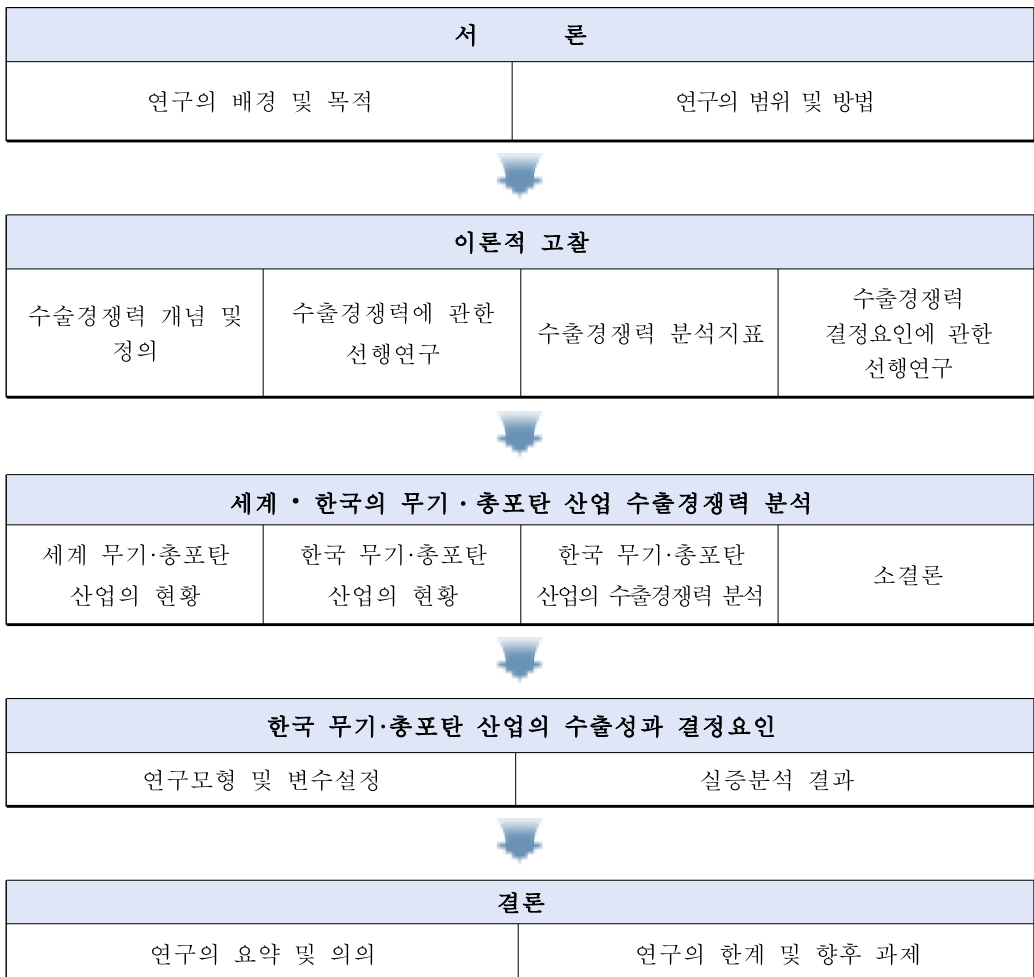 서 론
연구의 배경 및 목적
연구의 범위 및 방법
이론적 고찰
수술경쟁력 개념 및
정의
수출경쟁력에 관한
선행연구
수출경쟁력 분석지표
수출경쟁력
결정요인에 관한
선행연구
세계 • 한국의 무기 · 총포탄 산업 수출경쟁력 분석
세계 무기·총포탄
산업의 현황
한국 무기·총포탄
산업의 현황
한국 무기·총포탄
산업의 수출경쟁력 분석
소결론
한국 무기·총포탄 산업의 수출성과 결정요인
연구모형 및 변수설정
실증분석 결과
결론
연구의 요약 및 의의
연구의 한계 및 향후 과제